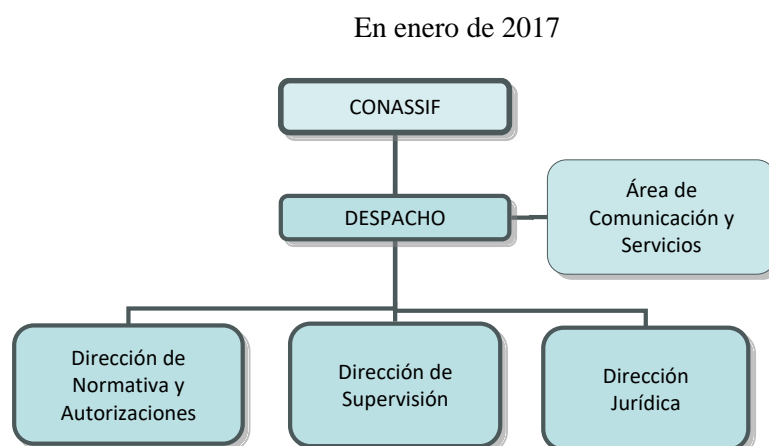 En enero de 2017
CONASSIF
DESPACHO
Área de
Comunicación y
Servicios
Dirección de
Normativa y
Autorizaciones
Dirección de
Supervisión
Dirección
Jurídica